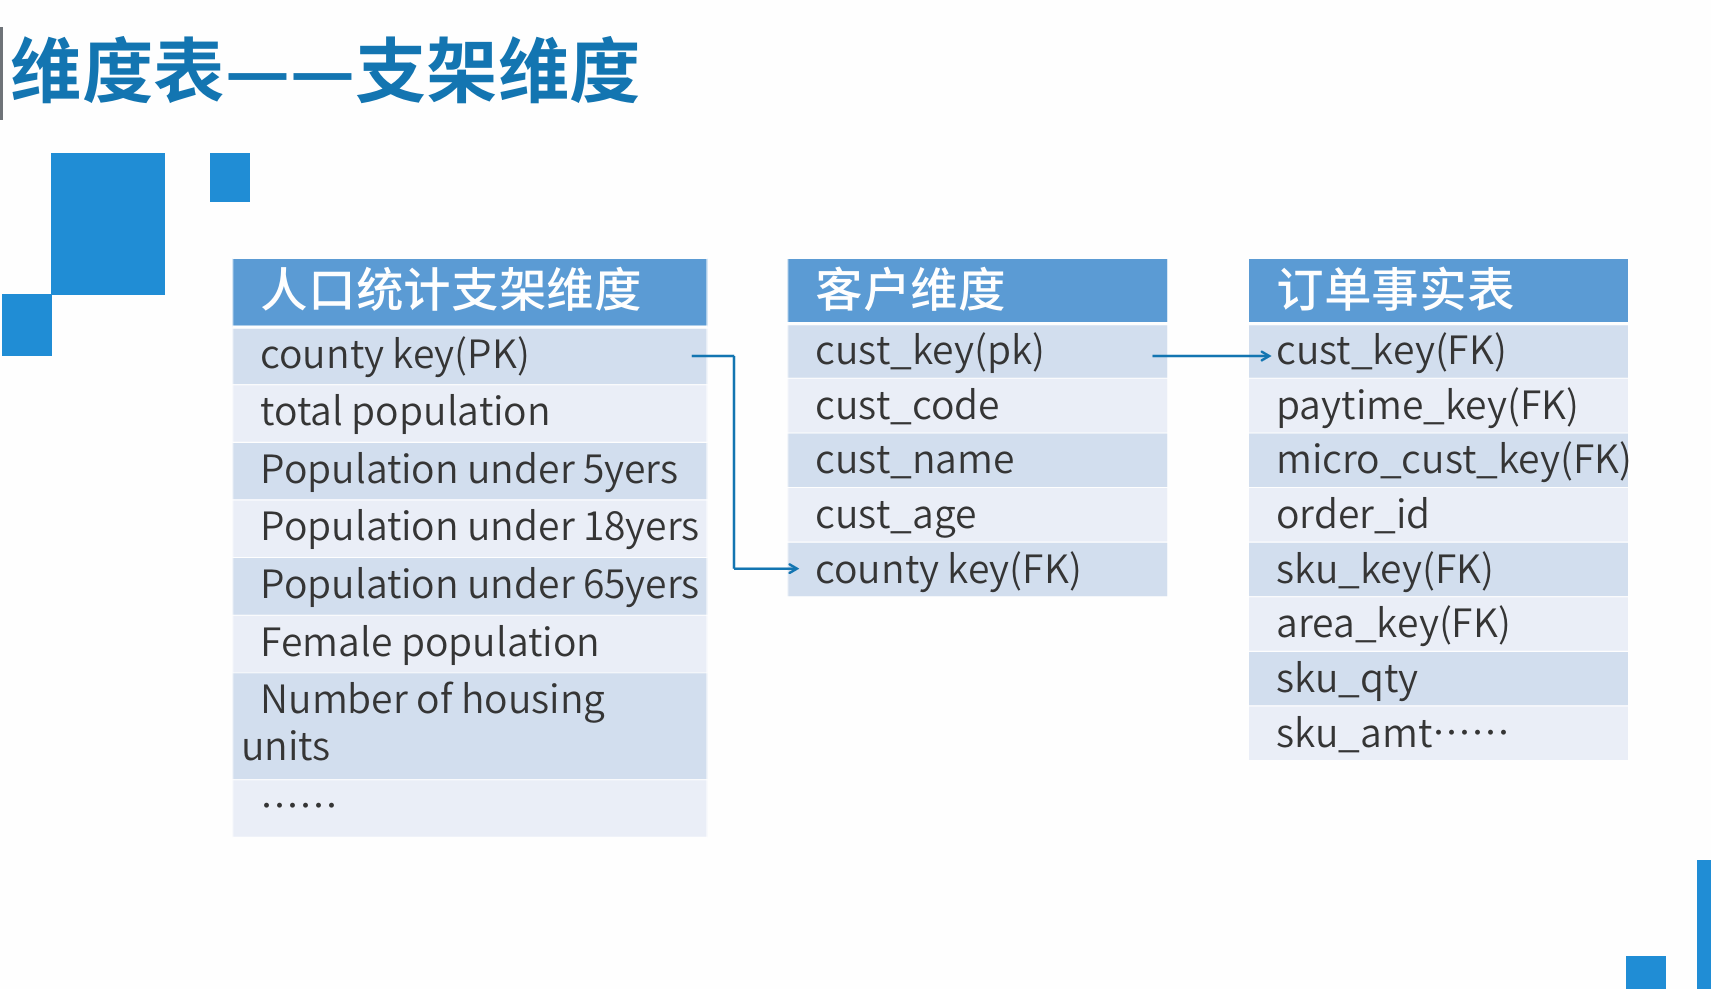 维度表——支架维度
人口统计支架维度
county key(PK)
total population
Population under 5yers
Population under 18yers
Population under 65yers
Female population
Number of housing
units
……
客户维度
cust_key(pk)
cust_code
cust_name
cust_age
county key(FK)
订单事实表
cust_key(FK)
paytime_key(FK)
micro_cust_key(FK)
order_id
sku_key(FK)
area_key(FK)
sku_qty
sku_amt……